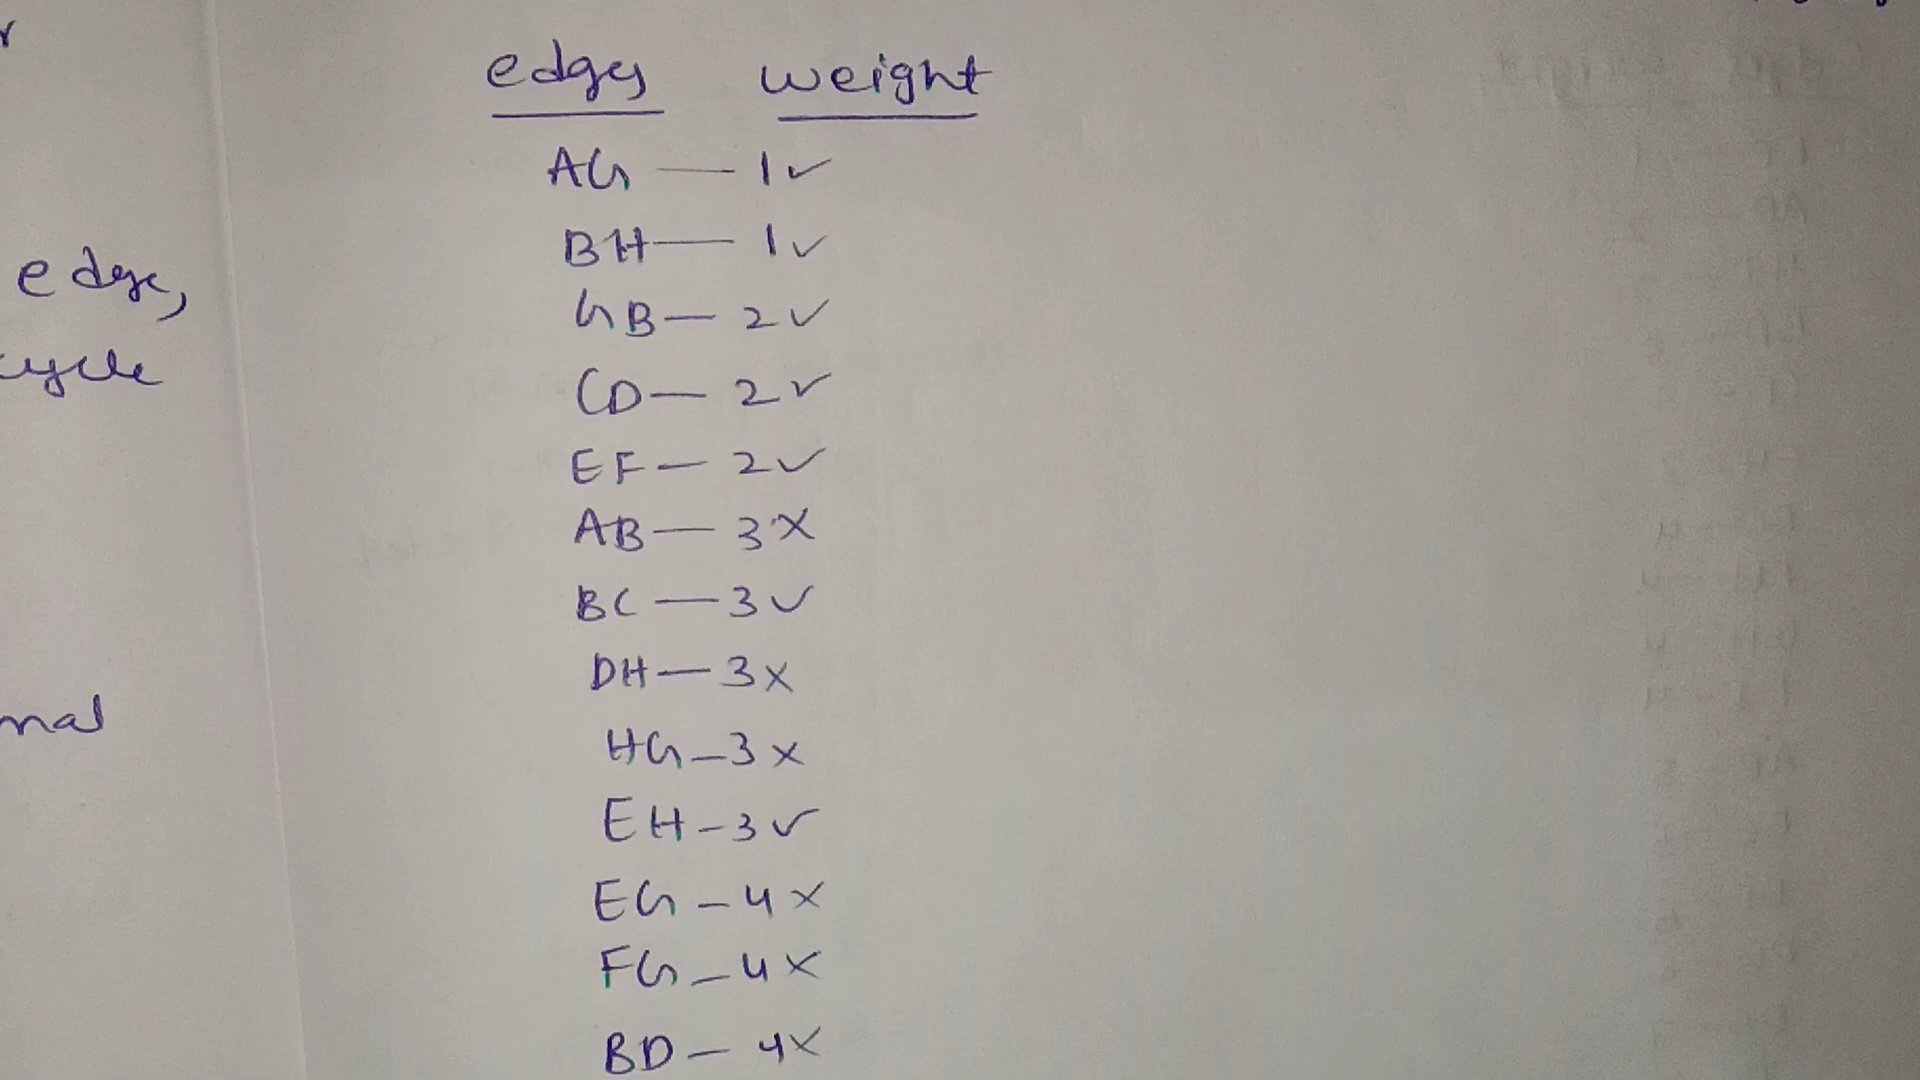 edges weight
AG — 1 ✓
BH — 1 ✓
edge,
GB — 2 ✓
cycle
CD — 2 ✓
EF — 2 ✓
AB — 3 X
BC — 3 ✓
DH — 3 X
mal
HG — 3 X
EH — 3 ✓
EG — 4 X
FG — 4 X
BD — 4 X